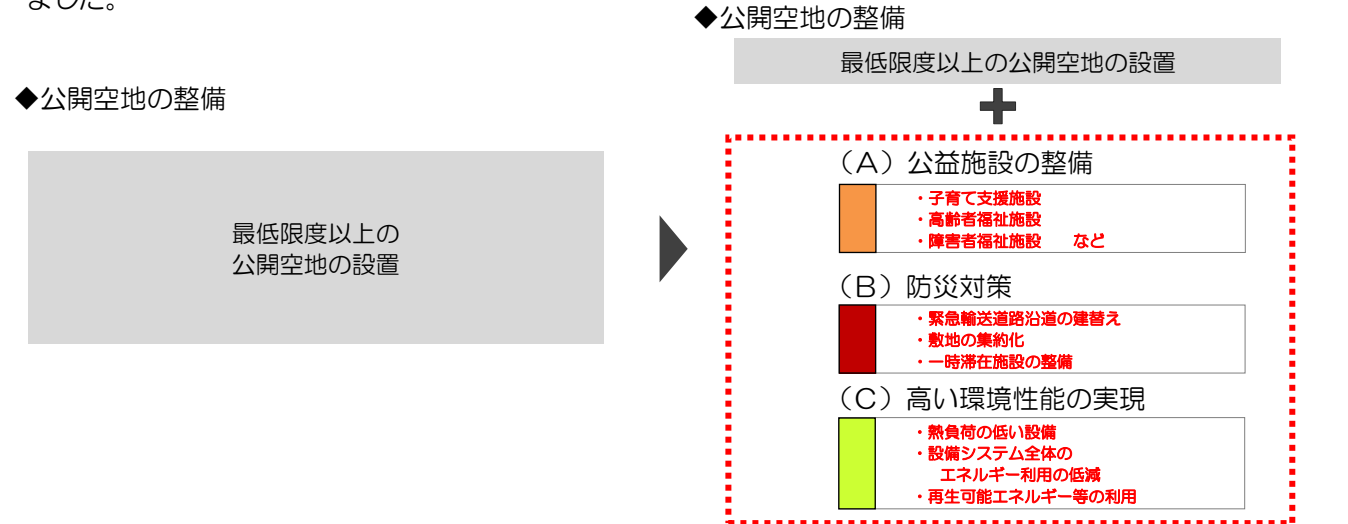 ました。
◆公開空地の整備
最低限度以上の
公開空地の設置
◆公開空地の整備
最低限度以上の公開空地の設置
（A）公益施設の整備
・子育て支援施設
・高齢者福祉施設
・障害者福祉施設　など
（B）防災対策
・緊急輸送道路沿道の建替え
・敷地の集約化
・一時滞在施設の整備
（C）高い環境性能の実現
・熱負荷の低い設備
・設備システム全体の
エネルギー利用の低減
・再生可能エネルギー等の利用